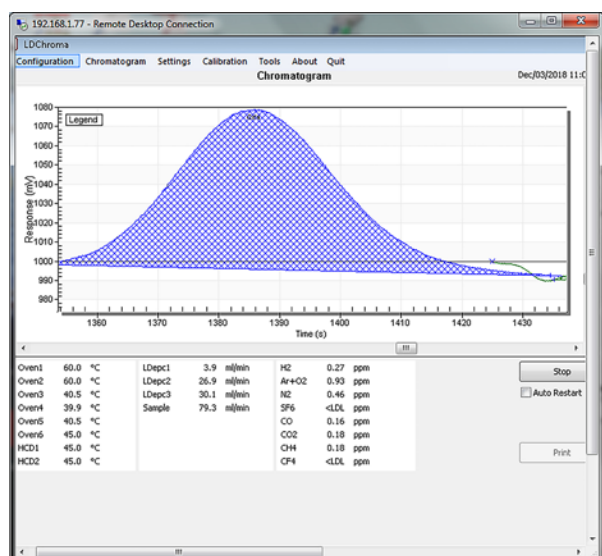 192.168.1.77 - Remote Desktop Connection
LDChroma
Configuration Chromatogram Settings Calibration Tools About Quit
Chromatogram Dec/03/2018 11:0
Legend
CH4
Response (mV)
1080
1070
1060
1050
1040
1030
1020
1010
1000
990
980
1360 1370 1380 1390 1400 1410 1420 1430
Time (s)
Oven1 60.0 °C LDepc1 3.9 ml/min H2 0.27 ppm Stop
Oven2 60.0 °C LDepc2 26.9 ml/min Ar+O2 0.93 ppm
Oven3 40.5 °C LDepc3 30.1 ml/min N2 0.46 ppm Auto Restart
Oven4 39.9 °C Sample 79.3 ml/min SF6 <LDL ppm
Oven5 40.5 °C CO 0.16 ppm
Oven6 45.0 °C CO2 0.18 ppm
HCD1 45.0 °C CH4 0.18 ppm Print
HCD2 45.0 °C CF4 <LDL ppm